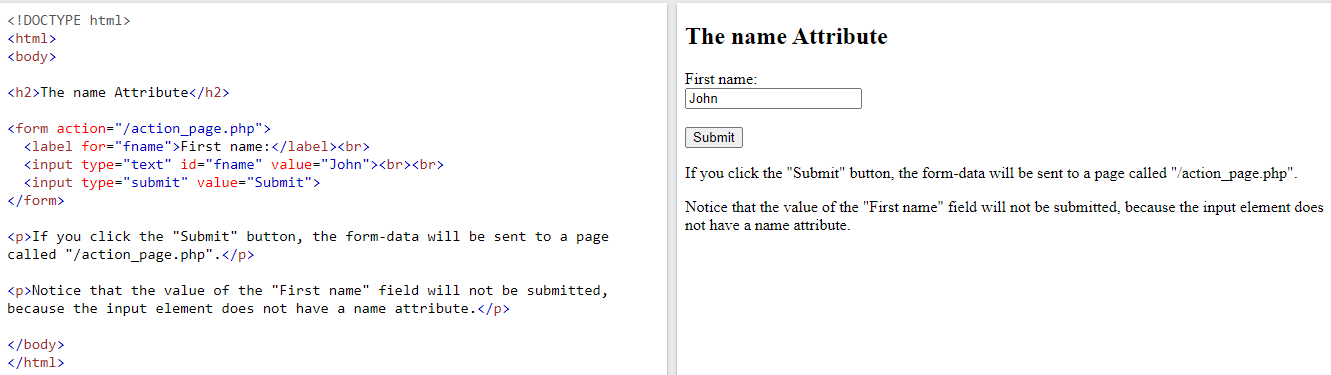 <!DOCTYPE html>
<html>
<body>
<h2>The name Attribute</h2>
<form action="/action_page.php">
<label for="fname">First name:</label><br>
<input type="text" id="fname" value="John"><br><br>
<input type="submit" value="Submit">
</form>
<p>If you click the "Submit" button, the form-data will be sent to a page
called "/action_page.php".</p>
<p>Notice that the value of the "First name" field will not be submitted,
because the input element does not have a name attribute.</p>
</body>
</html>
The name Attribute
First name:
John
Submit
If you click the "Submit" button, the form-data will be sent to a page called "/action_page.php".
Notice that the value of the "First name" field will not be submitted, because the input element does
not have a name attribute.